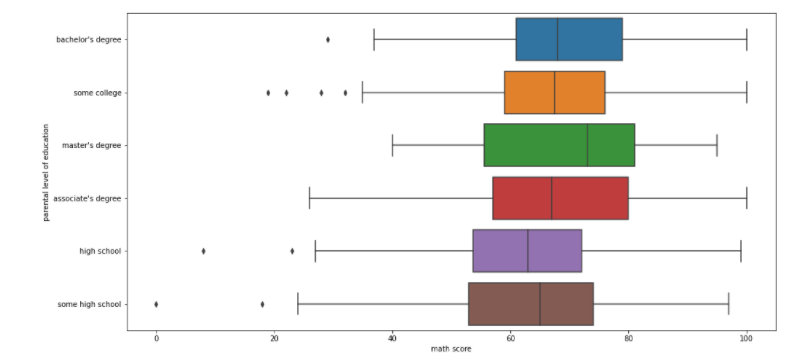 parental level of education
bachelor's degree
some college
master's degree
associate's degree
high school
some high school
0 20 40 60 80 100
math score